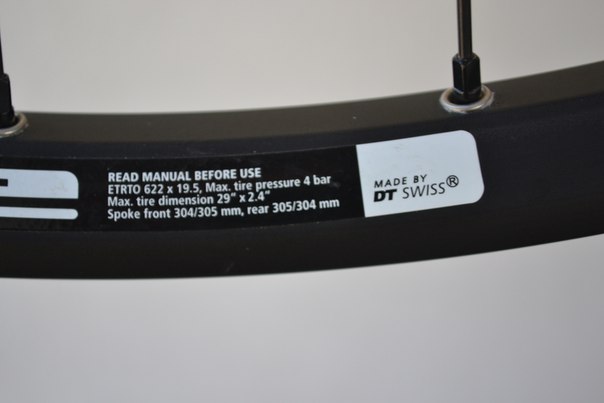 READ MANUAL BEFORE USE
ETRTO 622 x 19.5, Max. tire pressure 4 bar
Max. tire dimension 29" x 2.4"
Spoke front 304/305 mm, rear 305/304 mm
MADE BY
DT SWISS®